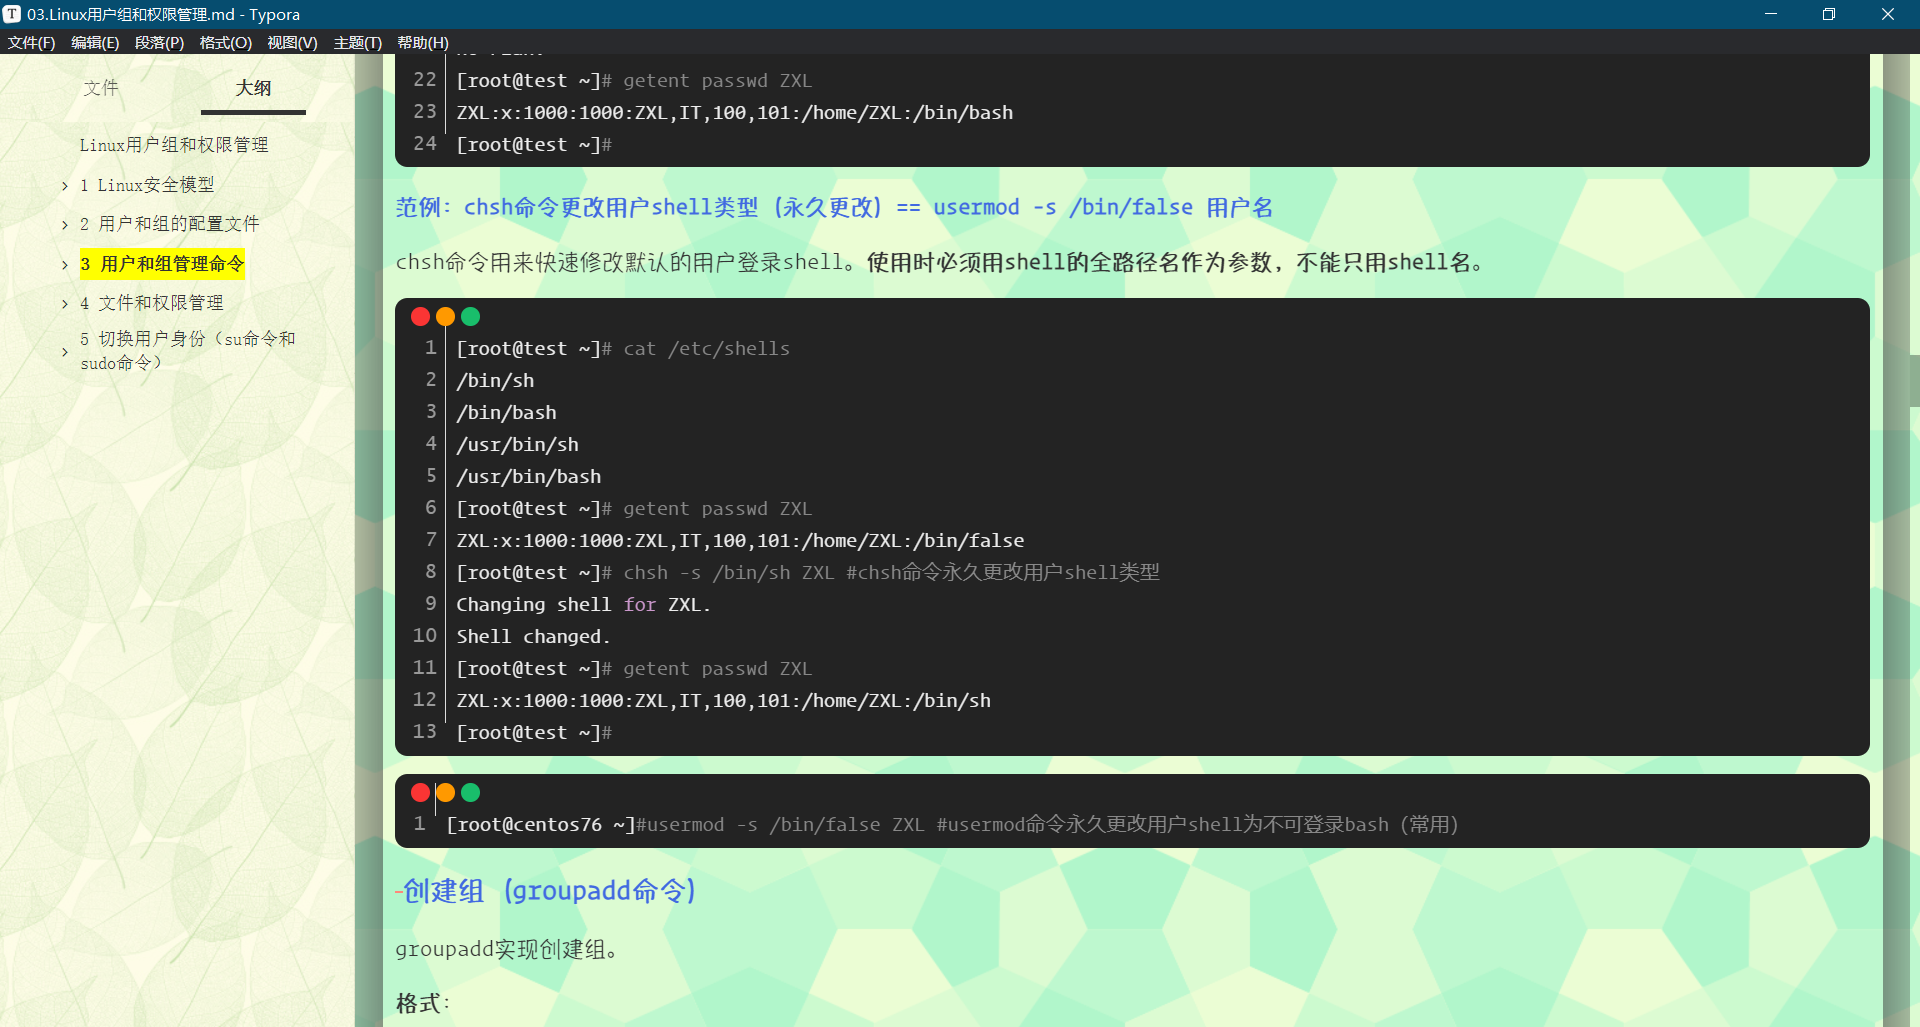 03.Linux用户组和权限管理.md - Typora
文件(F) 编辑(E) 段落(P) 格式(O) 视图(V) 主题(T) 帮助(H)
文件 大纲
Linux用户组和权限管理
1 Linux安全模型
2 用户和组的配置文件
3 用户和组管理命令
4 文件和权限管理
5 切换用户身份（su命令和
sudo命令）
22 [root@test ~]# getent passwd ZXL
23 ZXL:x:1000:1000:ZXL,IT,100,101:/home/ZXL:/bin/bash
24 [root@test ~]#
范例：chsh命令更改用户shell类型（永久更改）== usermod -s /bin/false 用户名
chsh命令用来快速修改默认的用户登录shell。使用时必须用shell的全路径名作为参数，不能只用shell名。
1 [root@test ~]# cat /etc/shells
2 /bin/sh
3 /bin/bash
4 /usr/bin/sh
5 /usr/bin/bash
6 [root@test ~]# getent passwd ZXL
7 ZXL:x:1000:1000:ZXL,IT,100,101:/home/ZXL:/bin/false
8 [root@test ~]# chsh -s /bin/sh ZXL #chsh命令永久更改用户shell类型
9 Changing shell for ZXL.
10 Shell changed.
11 [root@test ~]# getent passwd ZXL
12 ZXL:x:1000:1000:ZXL,IT,100,101:/home/ZXL:/bin/sh
13 [root@test ~]#
1 [root@centos76 ~]#usermod -s /bin/false ZXL #usermod命令永久更改用户shell为不可登录bash（常用）
-创建组（groupadd命令）
groupadd实现创建组。
格式：